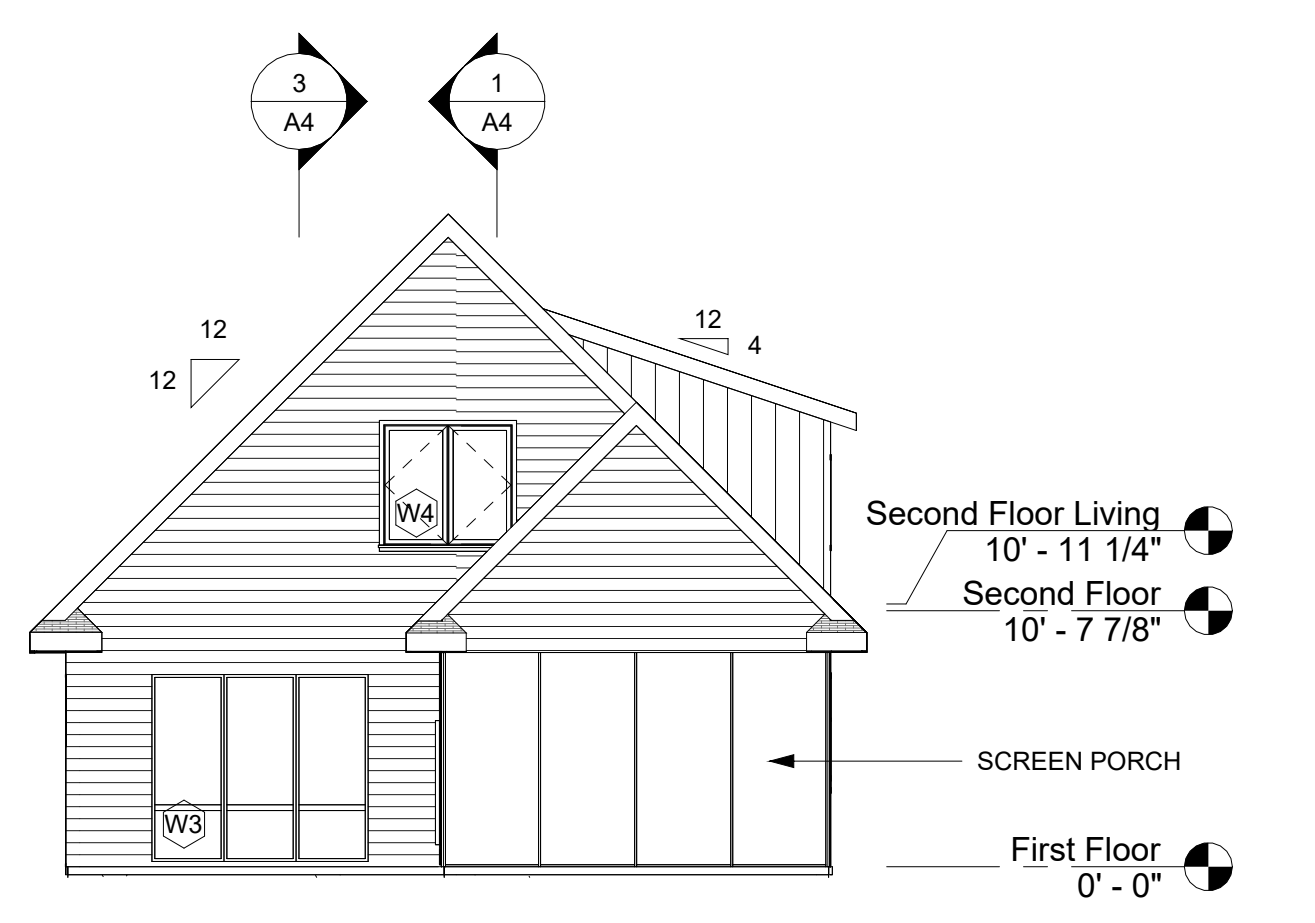 3
A4
1
A4
12
12
12
4
W4
Second Floor Living
10' - 11 1/4"
Second Floor
10' - 7 7/8"
SCREEN PORCH
W3
First Floor
0' - 0"